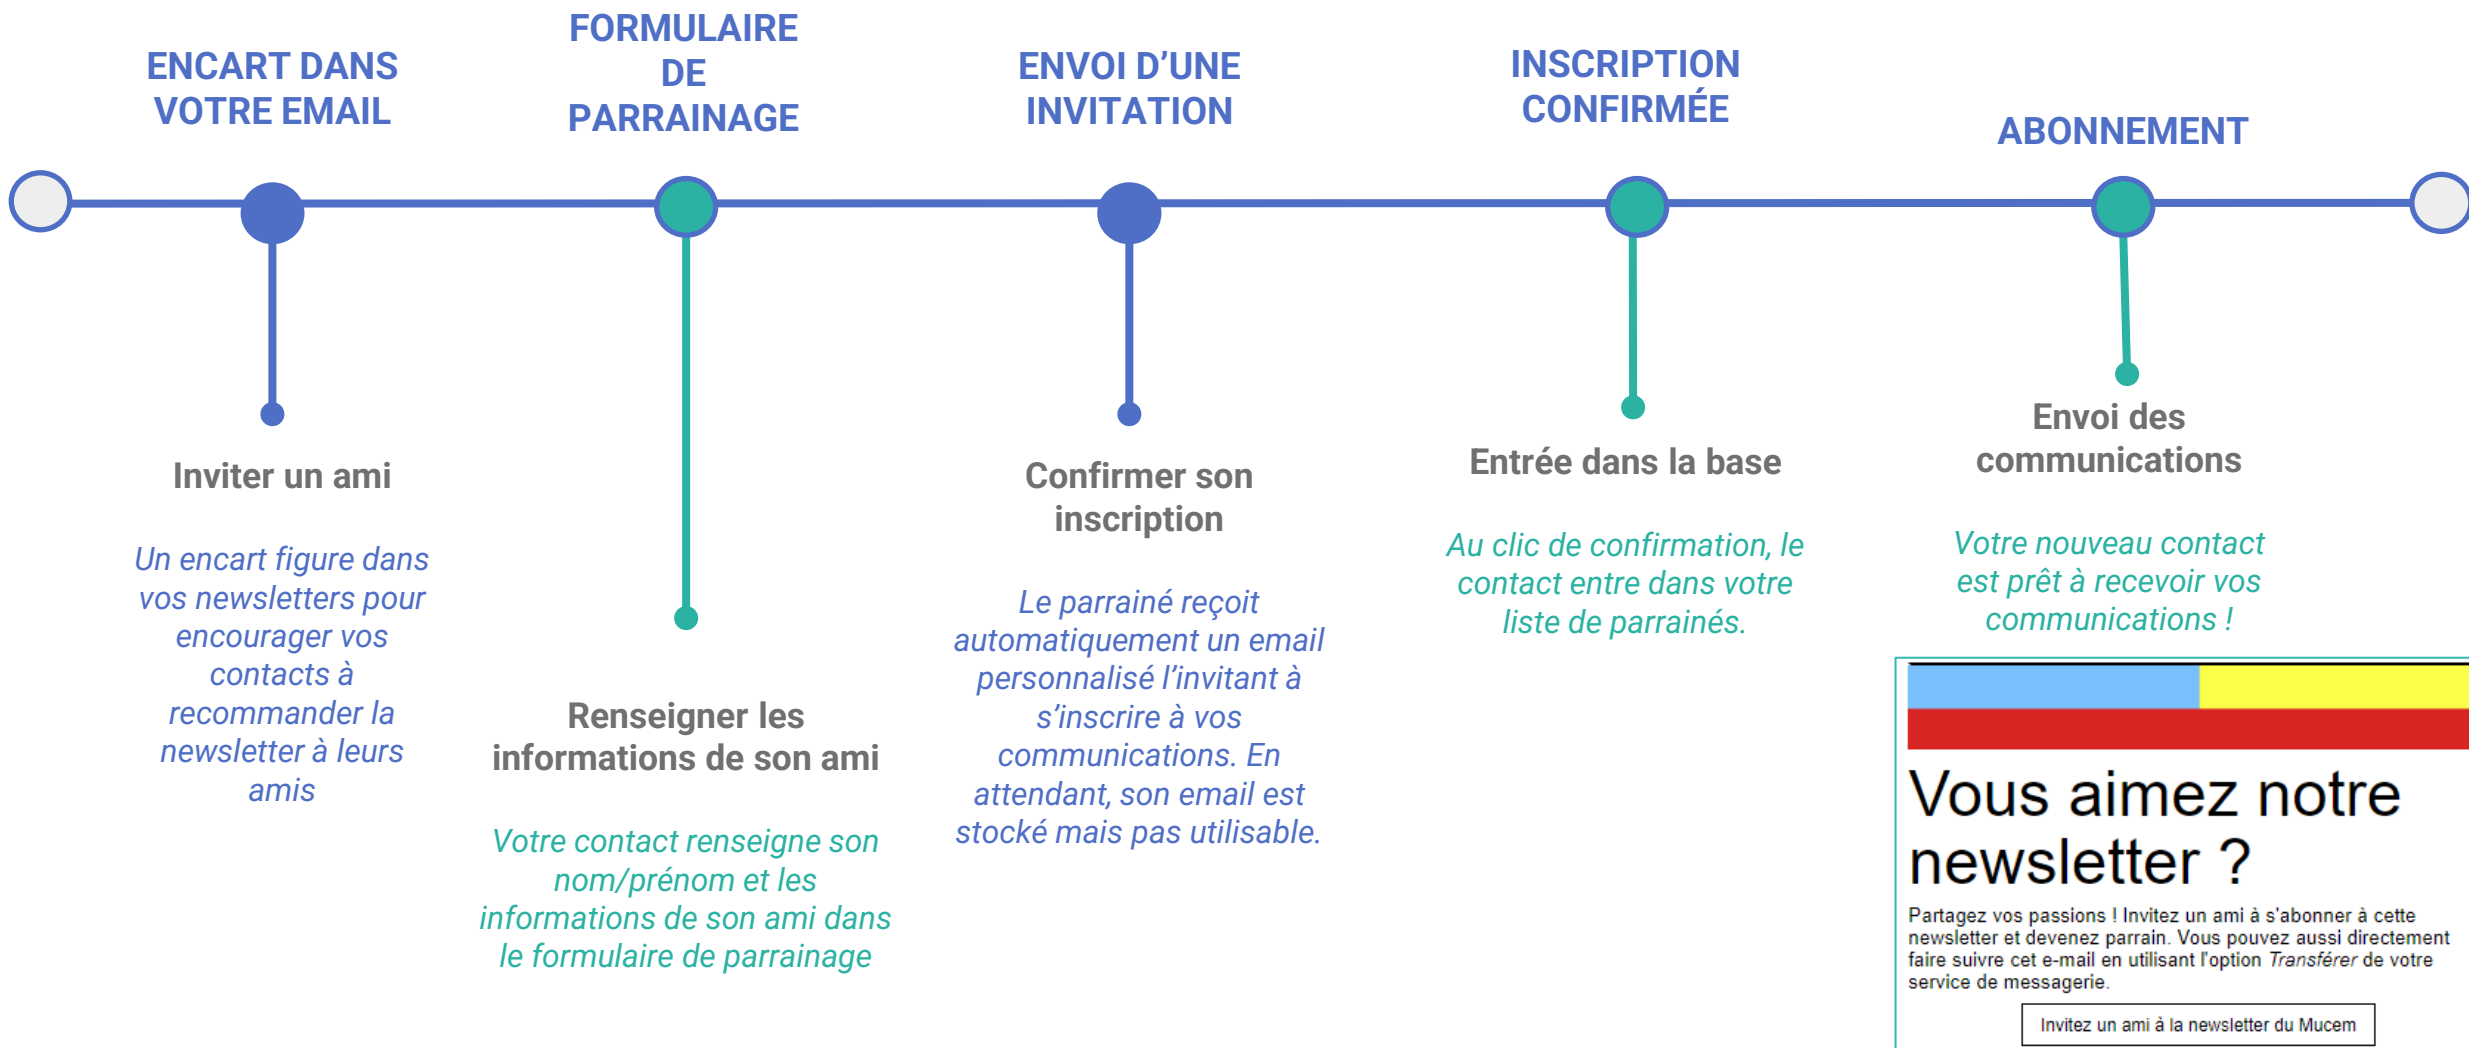 ENCART DANS
VOTRE EMAIL
Inviter un ami
Un encart figure dans
vos newsletters pour
encourager vos
contacts à
recommander la
newsletter à leurs
amis
FORMULAIRE
DE
PARRAINAGE
Renseigner les
informations de son ami
Votre contact renseigne son
nom/prénom et les
informations de son ami dans
le formulaire de parrainage
ENVOI D’UNE
INVITATION
Confirmer son
inscription
Le parrainé reçoit
automatiquement un email
personnalisé l’invitant à
s’inscrire à vos
communications. En
attendant, son email est
stocké mais pas utilisable.
INSCRIPTION
CONFIRMÉE
Entrée dans la base
Au clic de confirmation, le
contact entre dans votre
liste de parrainés.
ABONNEMENT
Envoi des
communications
Votre nouveau contact
est prêt à recevoir vos
communications !
Vous aimez notre
newsletter ?
Partagez vos passions ! Invitez un ami à s'abonner à cette
newsletter et devenez parrain. Vous pouvez aussi directement
faire suivre cet e-mail en utilisant l'option Transférer de votre
service de messagerie.
Invitez un ami à la newsletter du Mucem